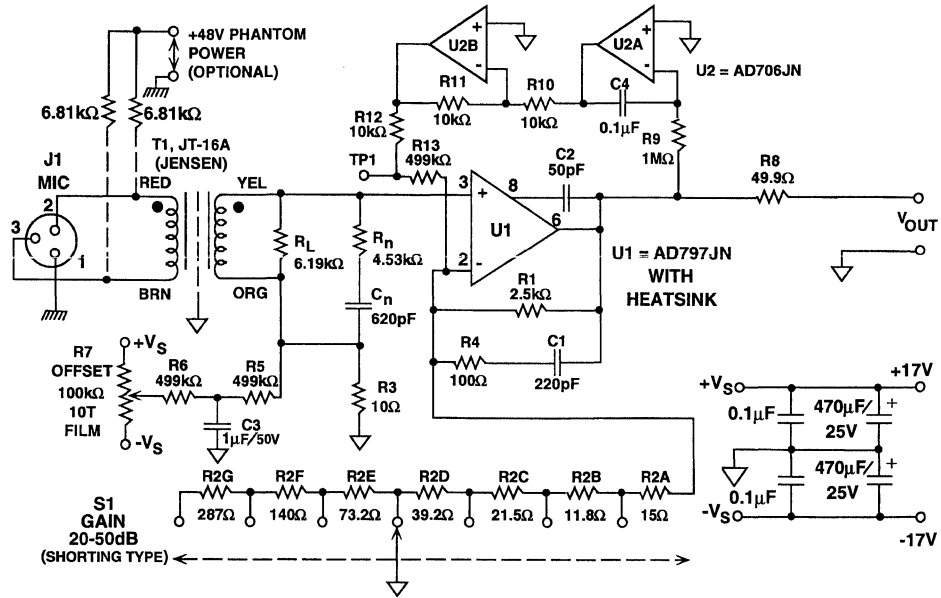 +48V PHANTOM
POWER
(OPTIONAL)
6.81kΩ
6.81kΩ
T1, JT-16A
(JENSEN)
J1
MIC
2
3
1
RED
BRN
YEL
ORG
RL
6.19kΩ
Rn
4.53kΩ
Cn
620pF
U2B
+
-
U2A
+
-
U2 = AD706JN
R11
10kΩ
R10
10kΩ
C4
0.1µF
R12
10kΩ
R9
1MΩ
TP1
R13
499kΩ
C2
50pF
3
+
8
U1
6
2
-
R8
49.9Ω
VOUT
U1 = AD797JN
WITH
HEATSINK
R1
2.5kΩ
R4
100Ω
C1
220pF
R7
OFFSET
100kΩ
10T
FILM
+VS
-VS
R6
499kΩ
R5
499kΩ
C3
1µF/50V
R3
10Ω
+VS
+17V
0.1µF
470µF/
25V
+
0.1µF
470µF/
25V
+
-VS
-17V
R2G
R2F
R2E
R2D
R2C
R2B
R2A
287Ω
140Ω
73.2Ω
39.2Ω
21.5Ω
11.8Ω
15Ω
S1
GAIN
20-50dB
(SHORTING TYPE)